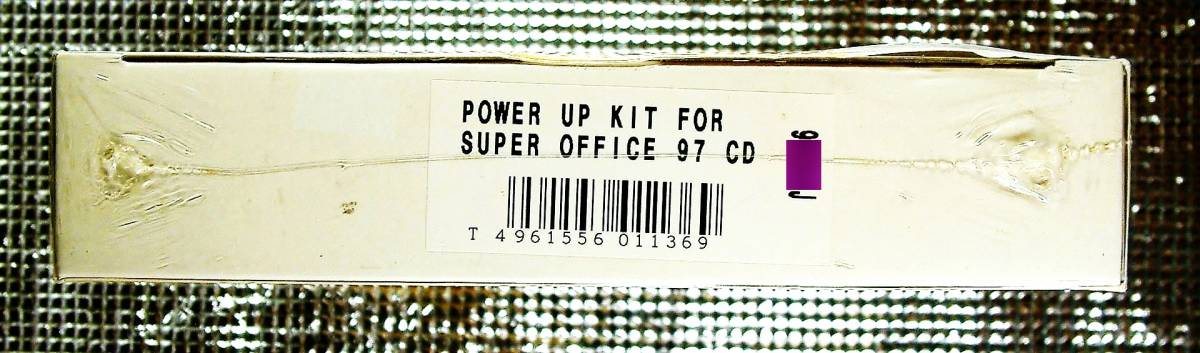 POWER UP KIT FOR
SUPER OFFICE 97 CD
T 4961556 011369